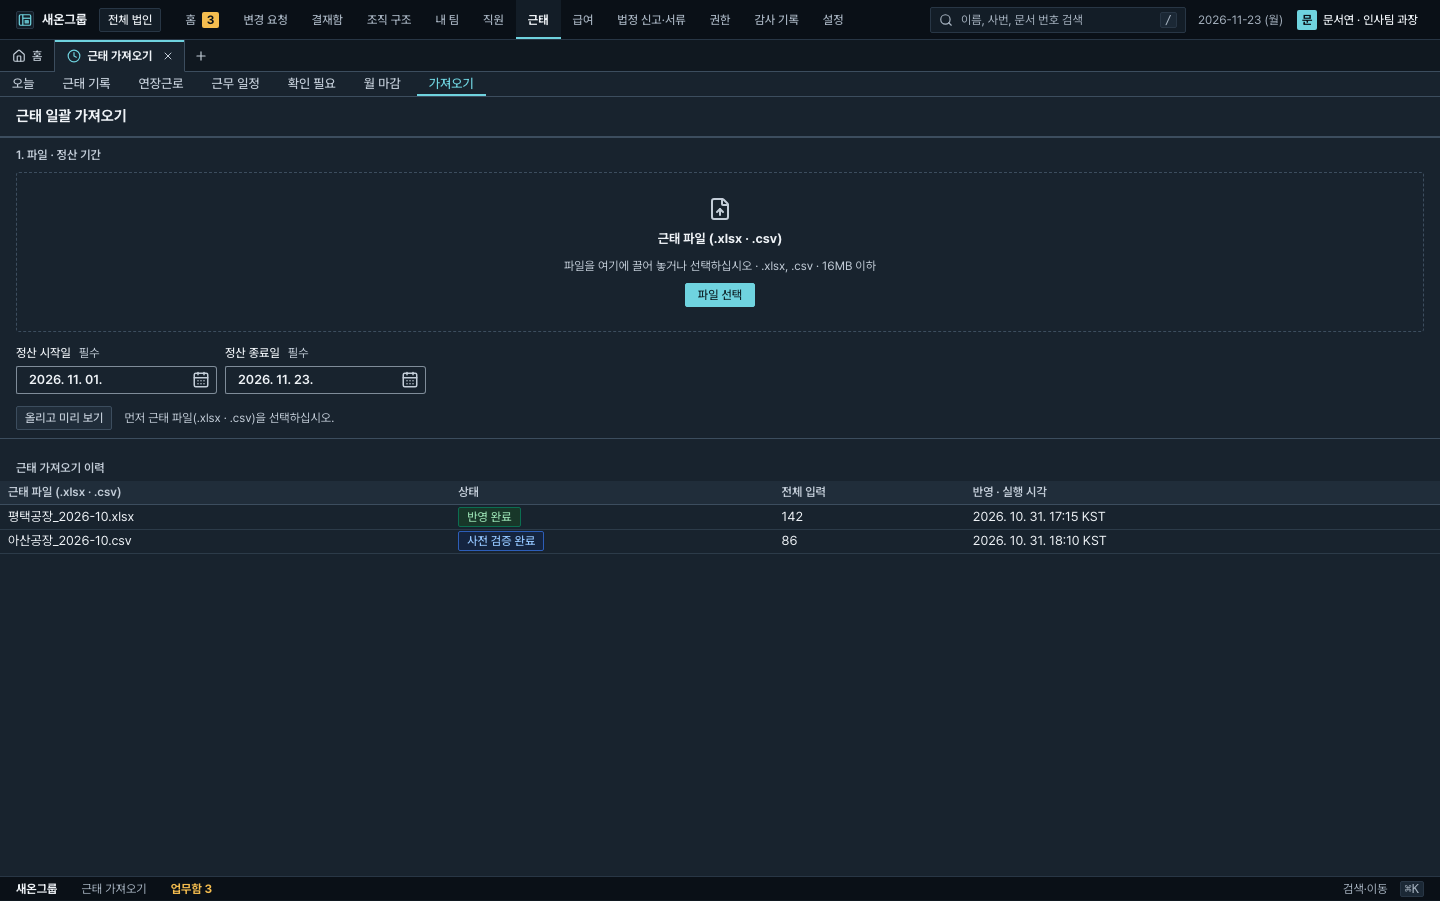 새온그룹 전체 법인 홈 3 변경 요청 결재함 조직 구조 내 팀 직원 근태 급여 법정 신고·서류 권한 감사 기록 설정 이름, 사번, 문서 번호 검색 / 2026-11-23 (월) 문 문서연 · 인사팀 과장
홈 근태 가져오기
오늘 근태 기록 연장근로 근무 일정 확인 필요 월 마감 가져오기
근태 일괄 가져오기
1. 파일 · 정산 기간
근태 파일 (.xlsx · .csv)
파일을 여기에 끌어 놓거나 선택하십시오 · .xlsx, .csv · 16MB 이하
파일 선택
정산 시작일 필수 정산 종료일 필수
2026. 11. 01. 2026. 11. 23.
올리고 미리 보기 먼저 근태 파일(.xlsx · .csv)을 선택하십시오.
근태 가져오기 이력
근태 파일 (.xlsx · .csv) 상태 전체 입력 반영 · 실행 시각
평택공장_2026-10.xlsx 반영 완료 142 2026. 10. 31. 17:15 KST
아산공장_2026-10.csv 사전 검증 완료 86 2026. 10. 31. 18:10 KST
새온그룹 근태 가져오기 업무함 3 검색·이동 ⌘K